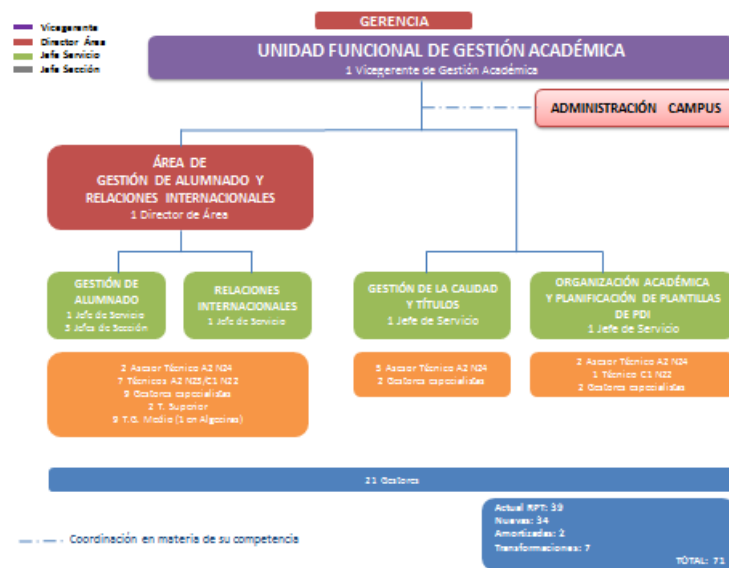 Vicegerente
Director Área
Jefe Servicio
Jefe Sección
GERENCIA
UNIDAD FUNCIONAL DE GESTIÓN ACADÉMICA
1 Vicegerente de Gestión Académica
ADMINISTRACIÓN CAMPUS
ÁREA DE
GESTIÓN DE ALUMNADO Y
RELACIONES INTERNACIONALES
1 Director de Área
GESTIÓN DE
ALUMNADO
1 Jefe de Servicio
3 Jefes de Sección
RELACIONES
INTERNACIONALES
1 Jefe de Servicio
GESTIÓN DE LA CALIDAD
Y TÍTULOS
1 Jefe de Servicio
ORGANIZACIÓN ACADÉMICA
Y PLANIFICACIÓN DE PLANTILLAS
DE PDI
1 Jefe de Servicio
2 Asesor Técnico A2 N24
7 Técnicos A2 N23/C1 N22
9 Gestores especialistas
2 T. Superior
9 T.G. Medio (1 en Algeciras)
5 Asesor Técnico A2 N24
2 Gestores especialistas
2 Asesor Técnico A2 N24
1 Técnico C1 N22
2 Gestores especialistas
21 Gestores
Actual RPT: 39
Nuevas: 34
Amortizadas: 2
Transformaciones: 7
TOTAL: 71
Coordinación en materia de su competencia